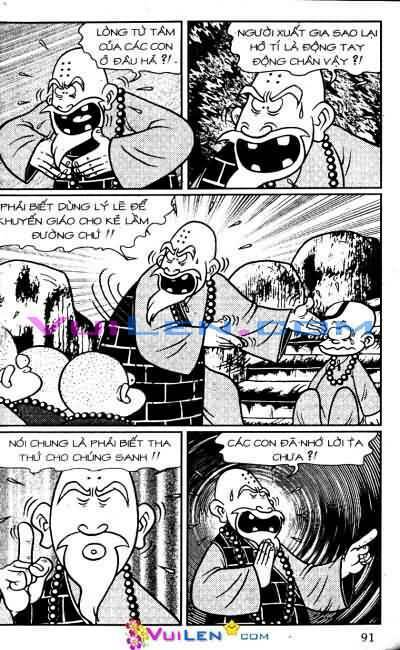 LÒNG TỪ TÂM
CỦA CÁC CON
Ở ĐÂU HẢ ?!
NGƯỜI XUẤT GIA SAO LẠI
HỞ TÍ LÀ ĐỘNG TAY
ĐỘNG CHÂN VẬY ?!
PHẢI BIẾT DÙNG LÝ LẼ ĐỂ
KHUYẾN GIÁO CHO KẺ LẦM
ĐƯỜNG CHỨ !!
VuiLen.com
NÓI CHUNG LÀ PHẢI BIẾT THA
THỨ CHO CHÚNG SANH !!
CÁC CON ĐÃ NHỚ LỜI TA
CHƯA ?!
91
VuiLen.com